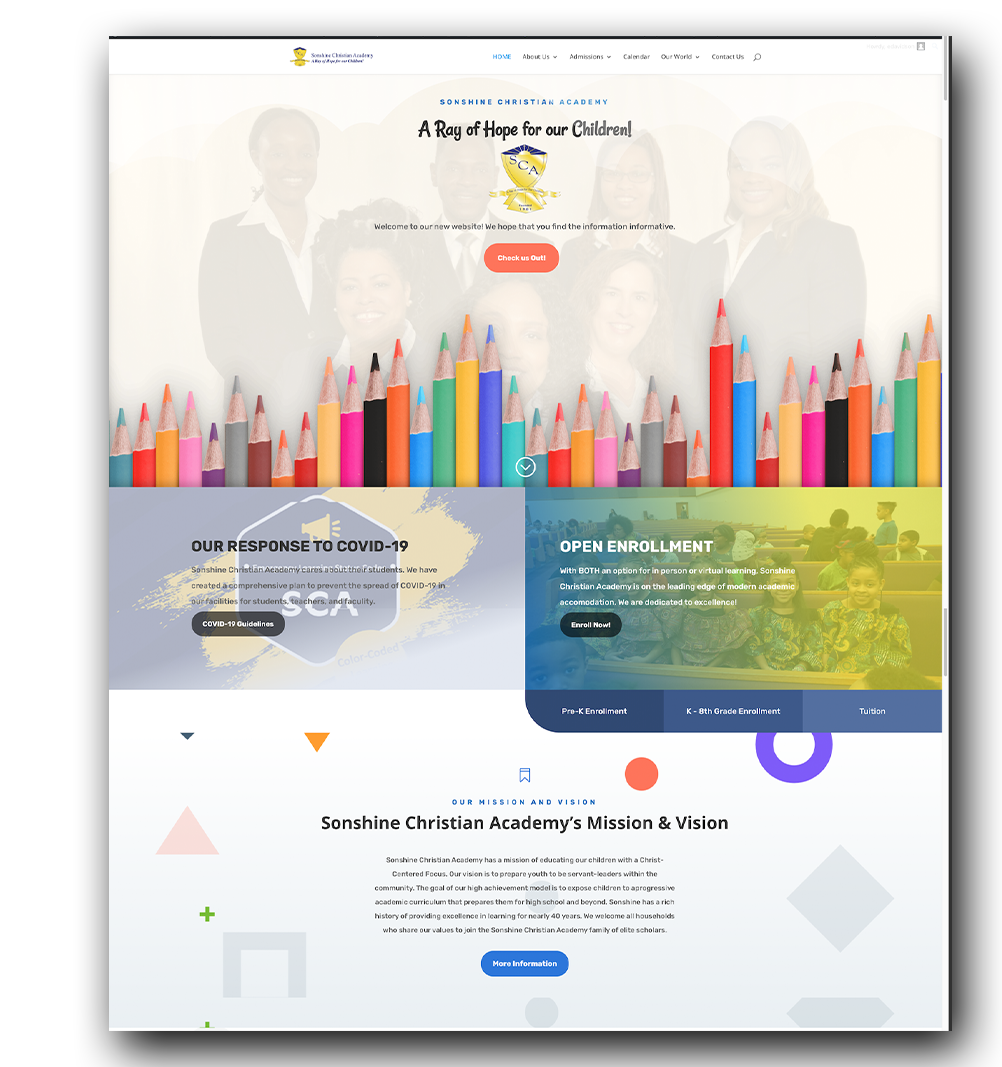 Sonshine Christian Academy
A Ray of Hope for our Children!
HOME About Us Admissions Calendar Our World Contact Us
SONSHINE CHRISTIAN ACADEMY
A Ray of Hope for our Children!
SCA
Welcome to our new website! We hope that you find the information informative.
Check us Out!
OUR RESPONSE TO COVID-19
Sonshine Christian Academy cares about their students. We have
created a comprehensive plan to prevent the spread of COVID-19 in
our facilities for students, teachers, and faculity.
SCA
COVID-19 Guidelines
Color-Coded
OPEN ENROLLMENT
With BOTH an option for in person or virtual learning, Sonshine
Christian Academy is on the leading edge of modern academic
accomodation. We are dedicated to excellence!
Enroll Now!
Pre-K Enrollment K - 8th Grade Enrollment Tuition
OUR MISSION AND VISION
Sonshine Christian Academy's Mission & Vision
Sonshine Christian Academy has a mission of educating our children with a Christ-
Centered Focus. Our vision is to prepare youth to be servant-leaders within the
community. The goal of our high achievement model is to expose children to aprogressive
academic curriculum that prepares them for high school and beyond. Sonshine has a rich
history of providing excellence in learning for nearly 40 years. We welcome all households
who share our values to join the Sonshine Christian Academy family of elite scholars.
More Information